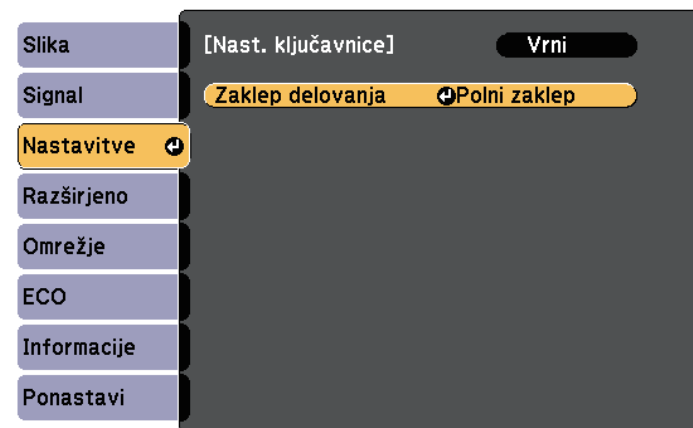 Slika
Signal
Nastavitve
Razširjeno
Omrežje
ECO
Informacije
Ponastavi
[Nast. ključavnice]
Vrni
Zaklep delovanja
Polni zaklep